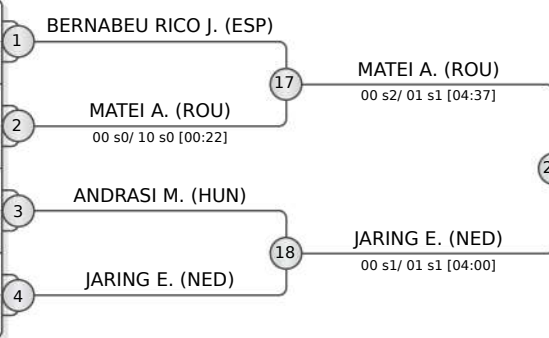 1
BERNABEU RICO J. (ESP)
17
MATEI A. (ROU)
00 s2/ 01 s1 [04:37]
2
MATEI A. (ROU)
00 s0/ 10 s0 [00:22]
3
ANDRASI M. (HUN)
18
JARING E. (NED)
00 s1/ 01 s1 [04:00]
4
JARING E. (NED)